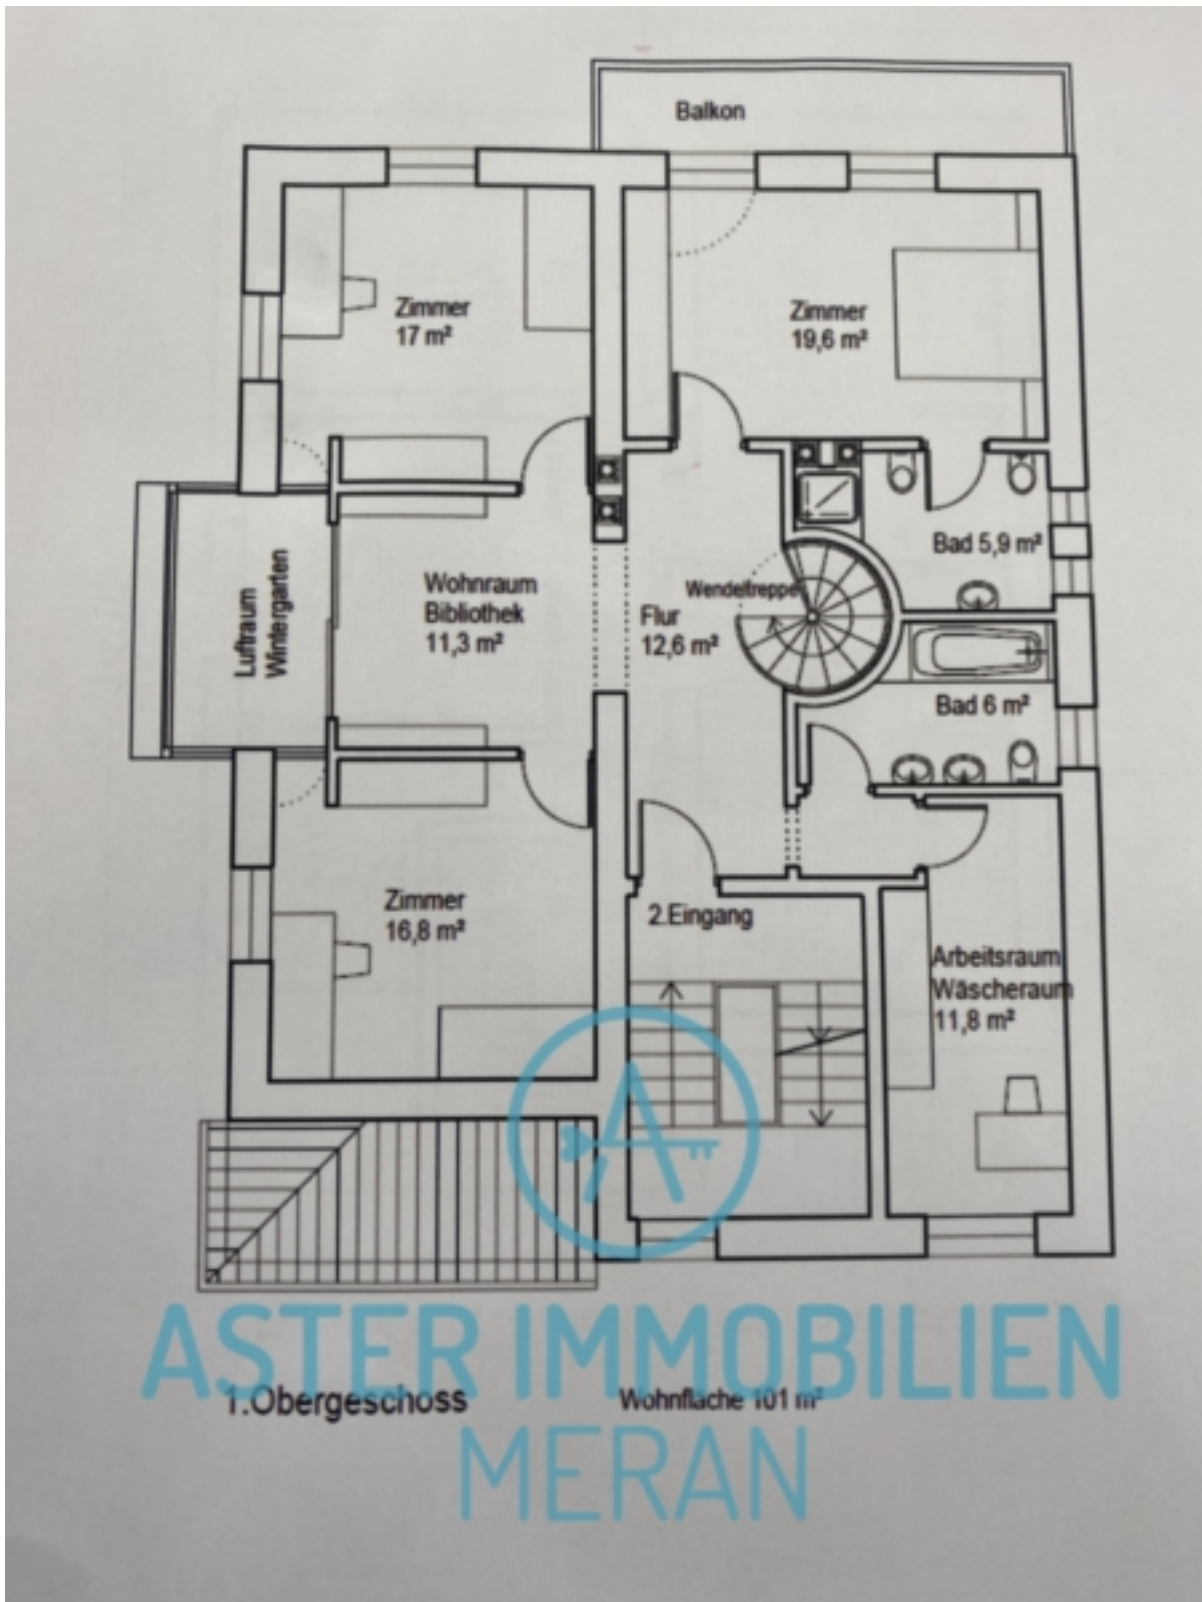 Balkon
Zimmer
17 m²
Zimmer
19,6 m²
Bad 5,9 m²
Luftraum
Wintergarten
Wohnraum
Bibliothek
11,3 m²
Wendeltreppe
Flur
12,6 m²
Bad 6 m²
Zimmer
16,8 m²
2.Eingang
Arbeitsraum
Wäscheraum
11,8 m²
ASTER IMMOBILIEN
MERAN
1.Obergeschoss
Wohnfläche 101 m²